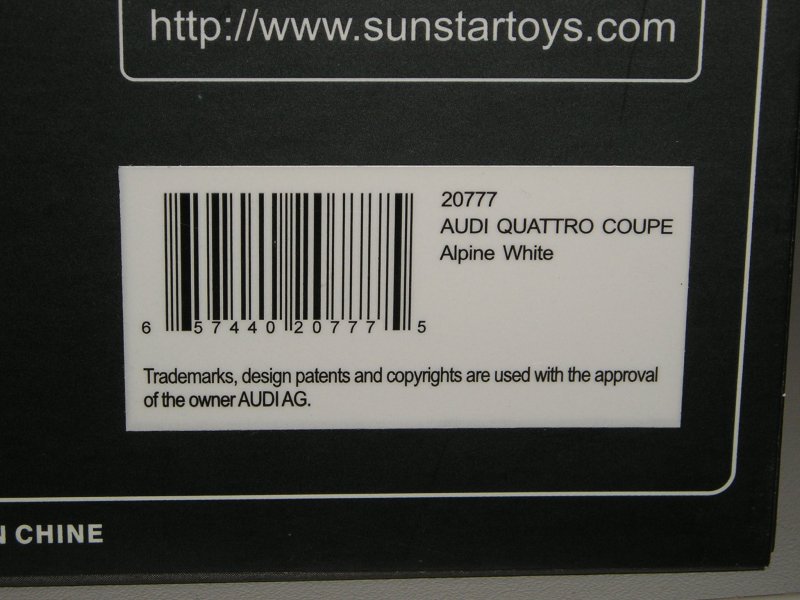 http://www.sunstartoys.com
20777
AUDI QUATTRO COUPE
Alpine White
6 57440 20777 5
Trademarks, design patents and copyrights are used with the approval
of the owner AUDI AG.
N CHINE